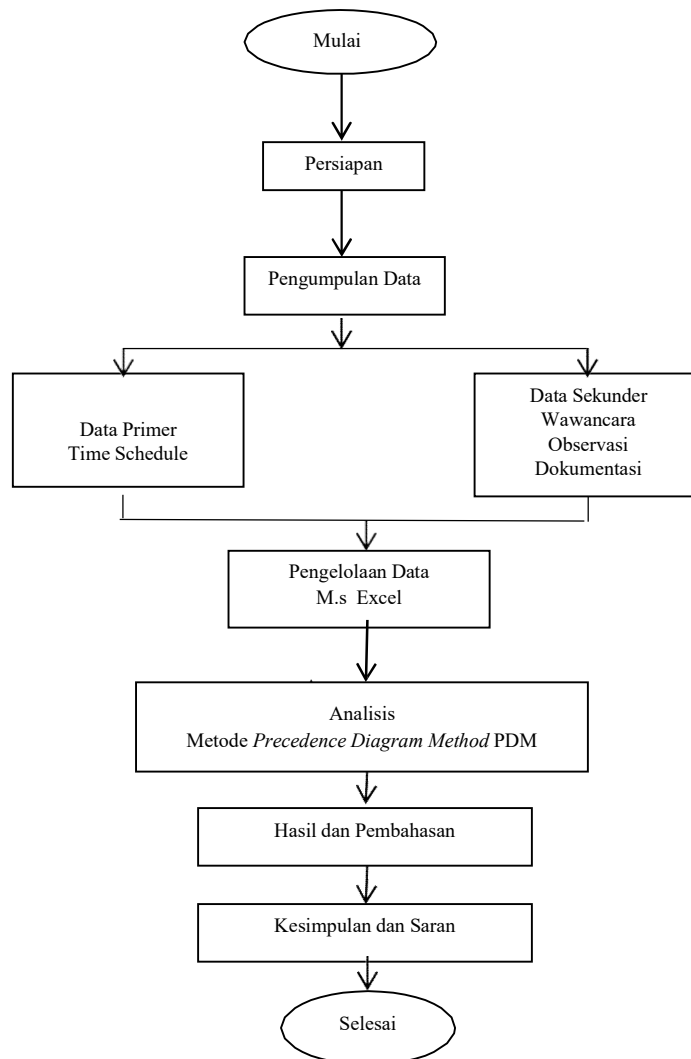 Mulai
Persiapan
Pengumpulan Data
Data Primer
Time Schedule
Data Sekunder
Wawancara
Observasi
Dokumentasi
Pengelolaan Data
M.s Excel
Analisis
Metode Precedence Diagram Method PDM
Hasil dan Pembahasan
Kesimpulan dan Saran
Selesai